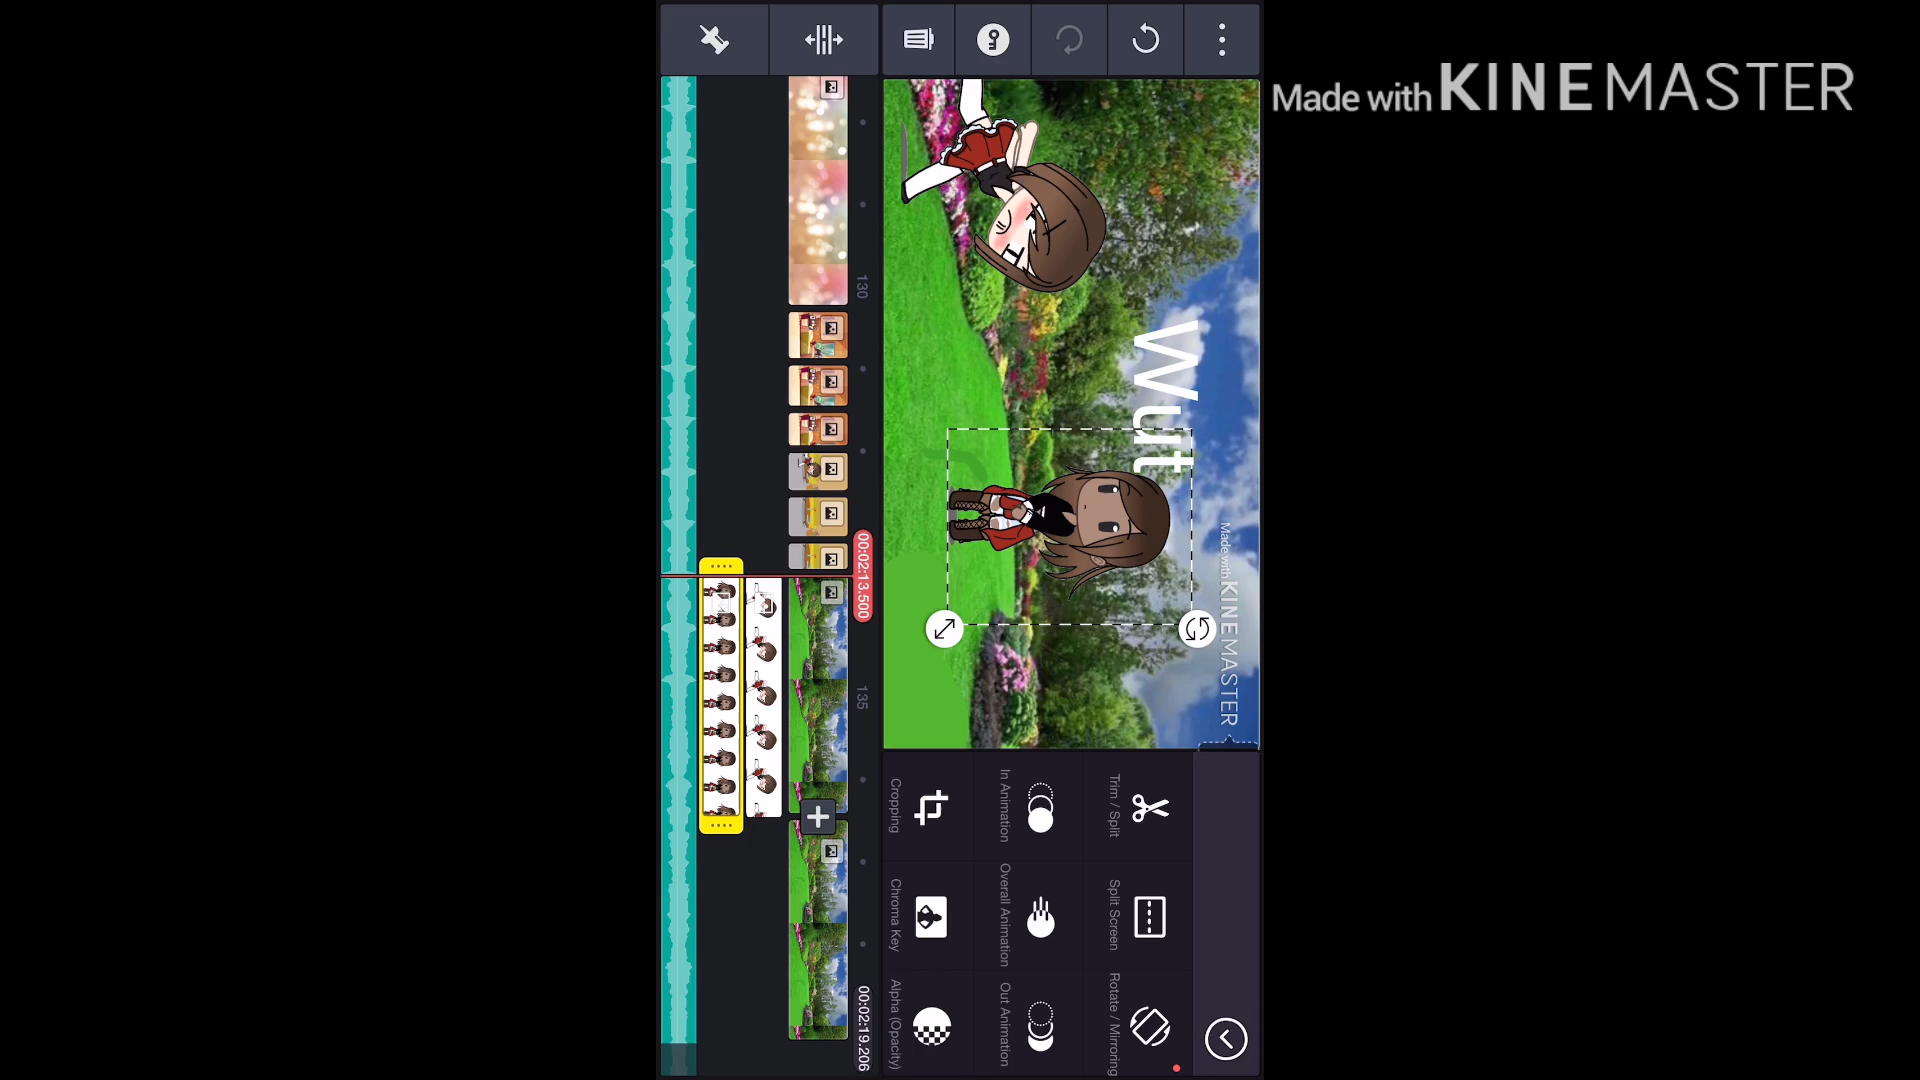 Made with KINEMASTER
Wut
Made with KINEMASTER
130
135
00:02:13.500
00:02:19.206
Trim / Split
Split Screen
Rotate / Mirroring
In Animation
Overall Animation
Out Animation
Cropping
Chroma Key
Alpha (Opacity)